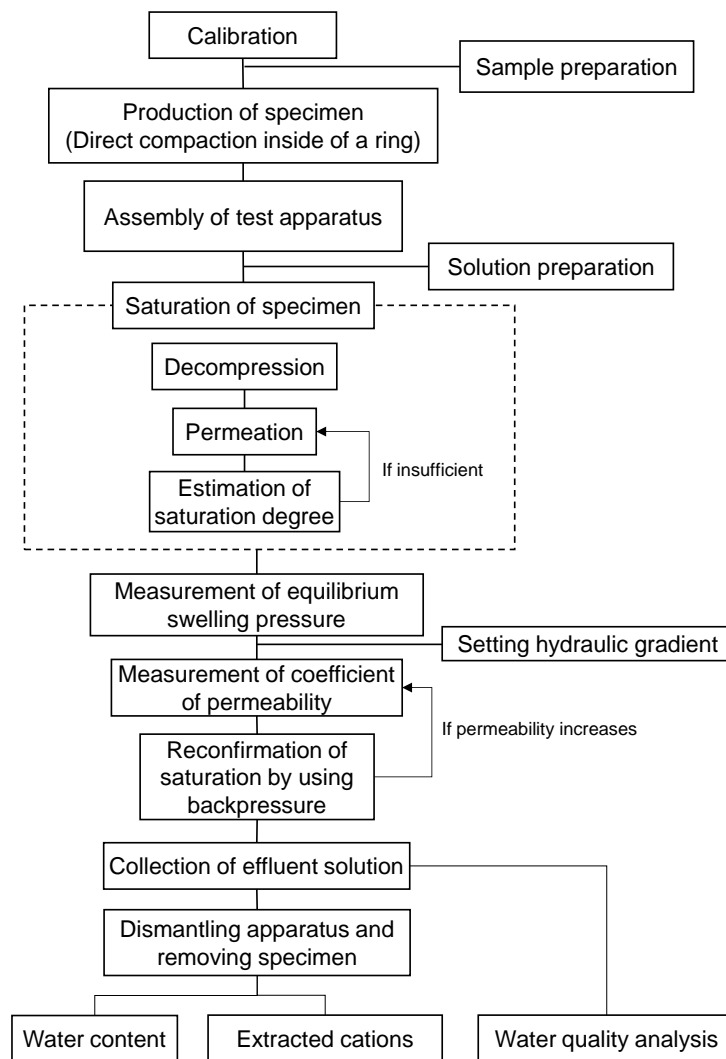 Calibration
Sample preparation
Production of specimen
(Direct compaction inside of a ring)
Assembly of test apparatus
Solution preparation
Saturation of specimen
Decompression
Permeation
If insufficient
Estimation of
saturation degree
Measurement of equilibrium
swelling pressure
Setting hydraulic gradient
Measurement of coefficient
of permeability
If permeability increases
Reconfirmation of
saturation by using
backpressure
Collection of effluent solution
Dismantling apparatus and
removing specimen
Water content
Extracted cations
Water quality analysis